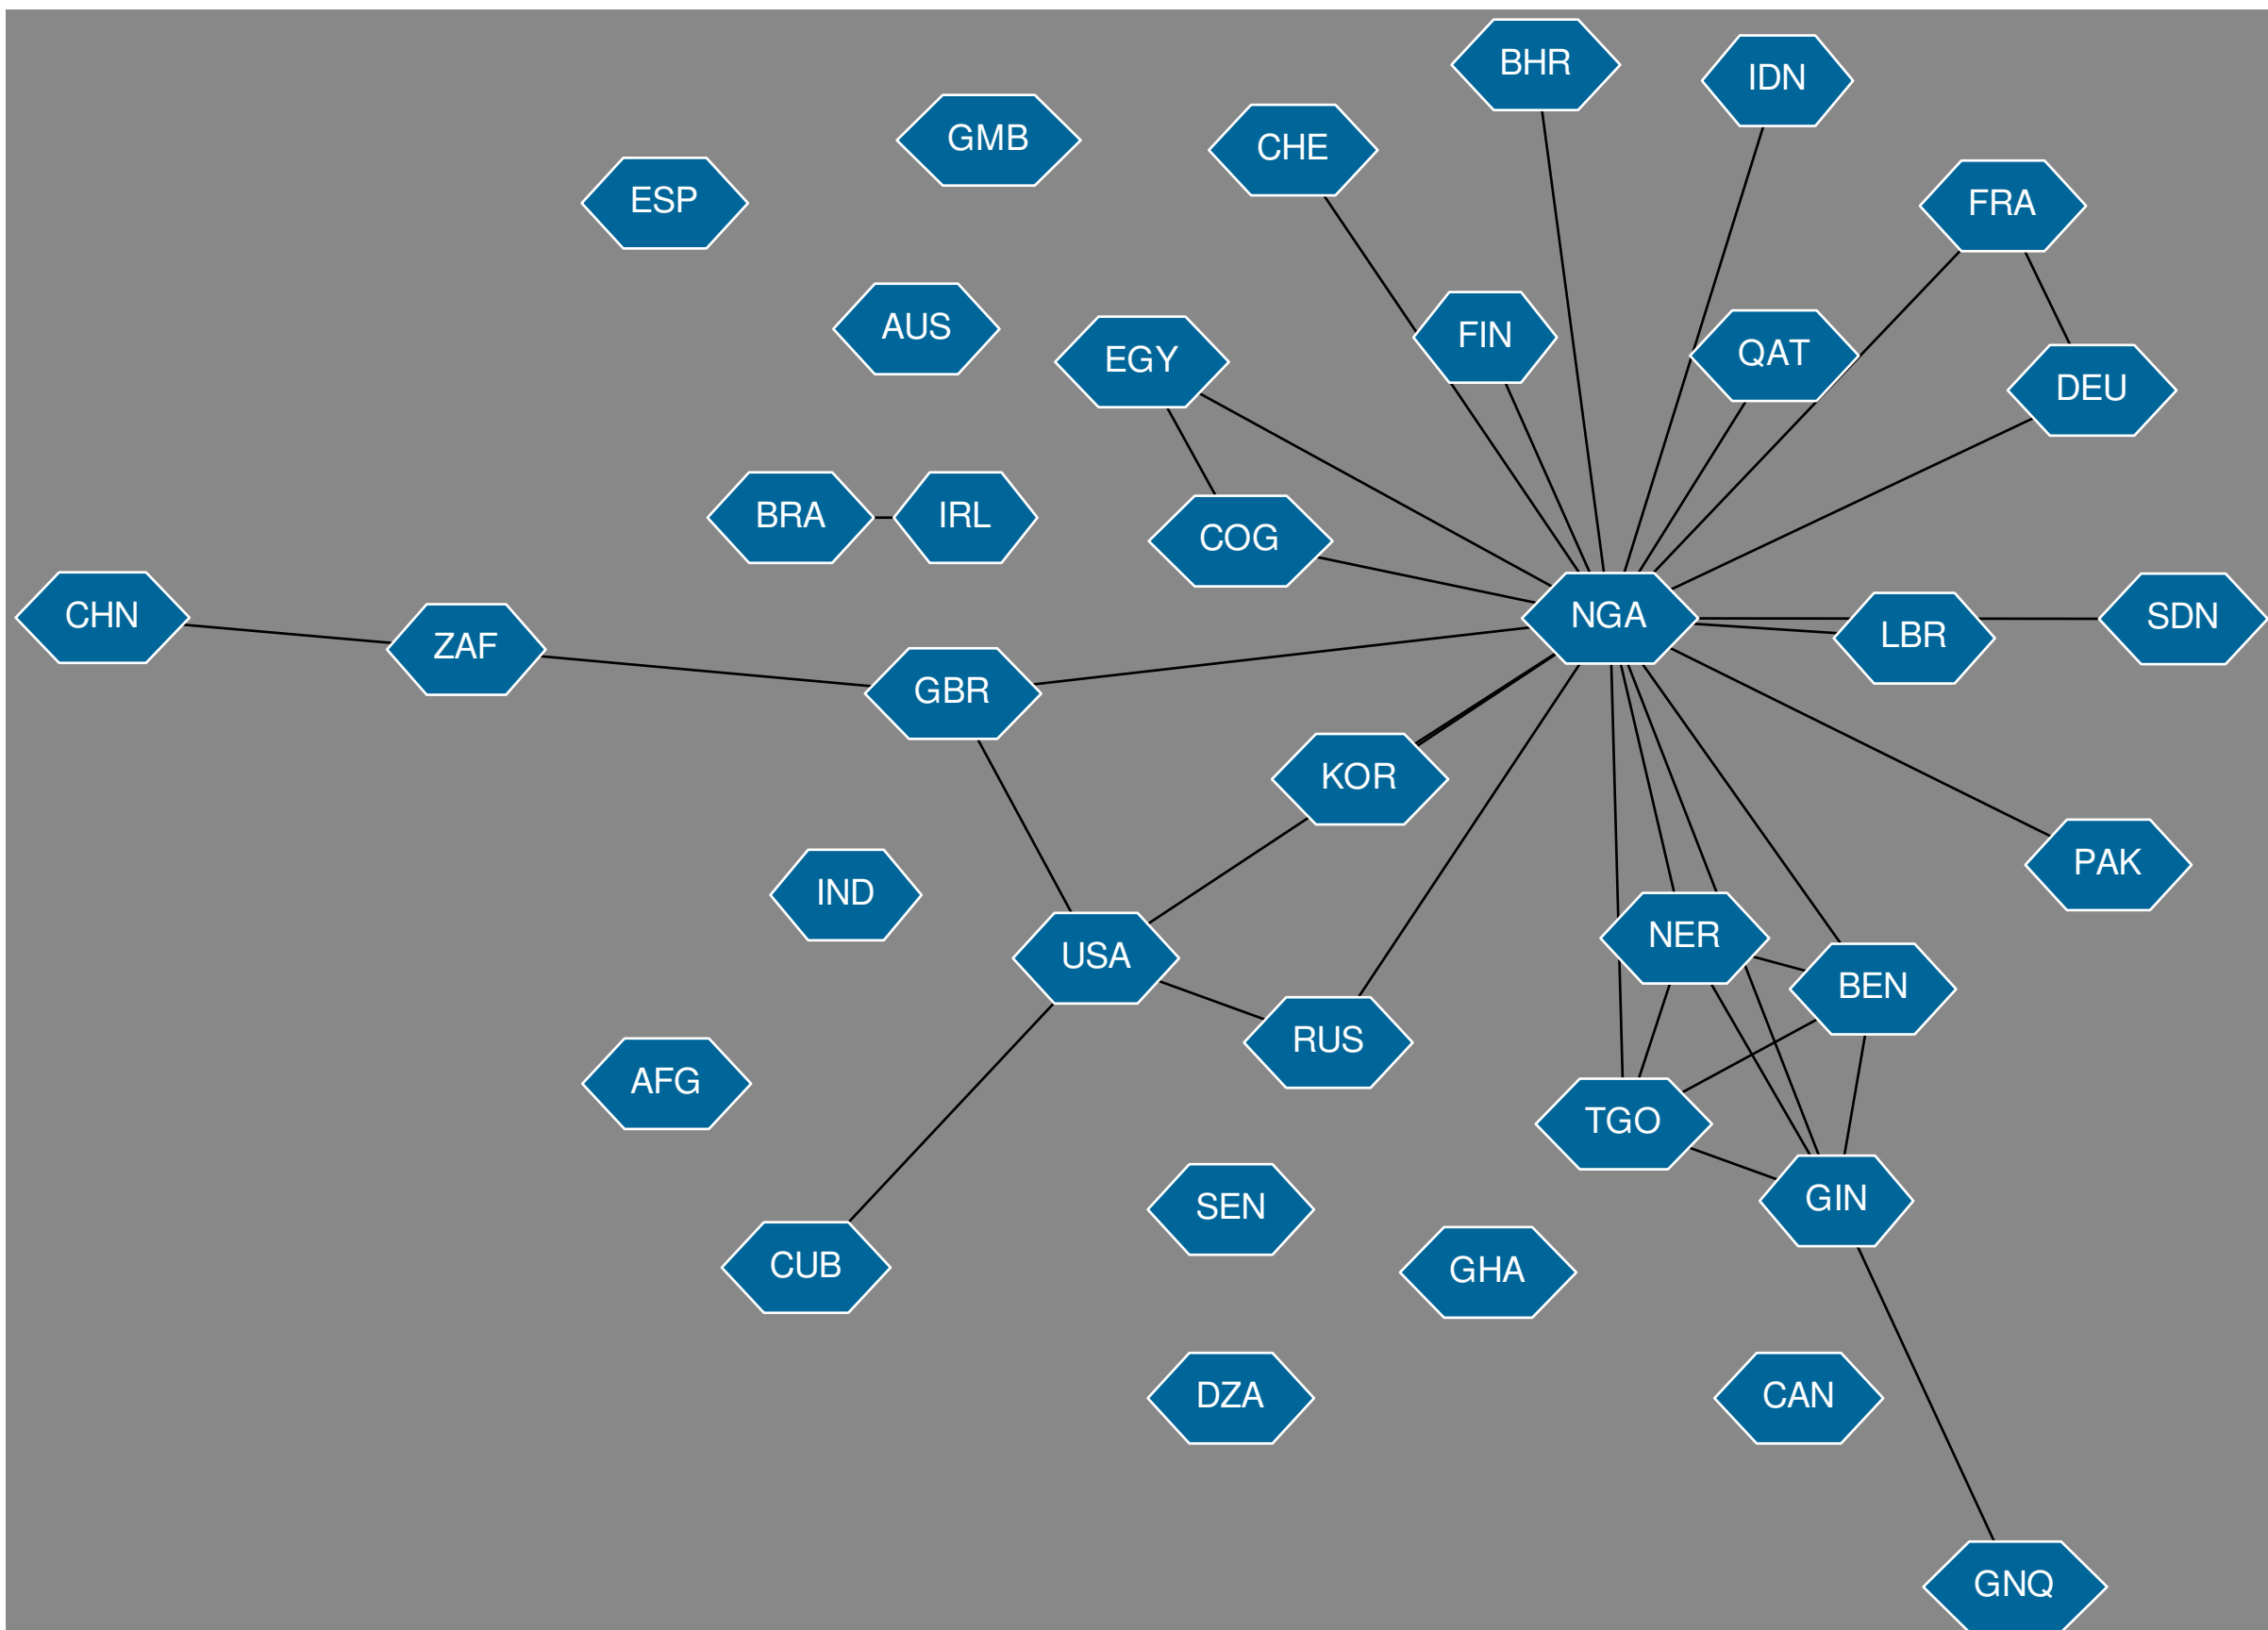 BHR
IDN
GMB
CHE
ESP
FRA
AUS
FIN
QAT
EGY
DEU
BRA
IRL
COG
CHN
NGA
SDN
ZAF
LBR
GBR
KOR
PAK
IND
NER
USA
BEN
RUS
AFG
TGO
GIN
SEN
CUB
GHA
DZA
CAN
GNQ